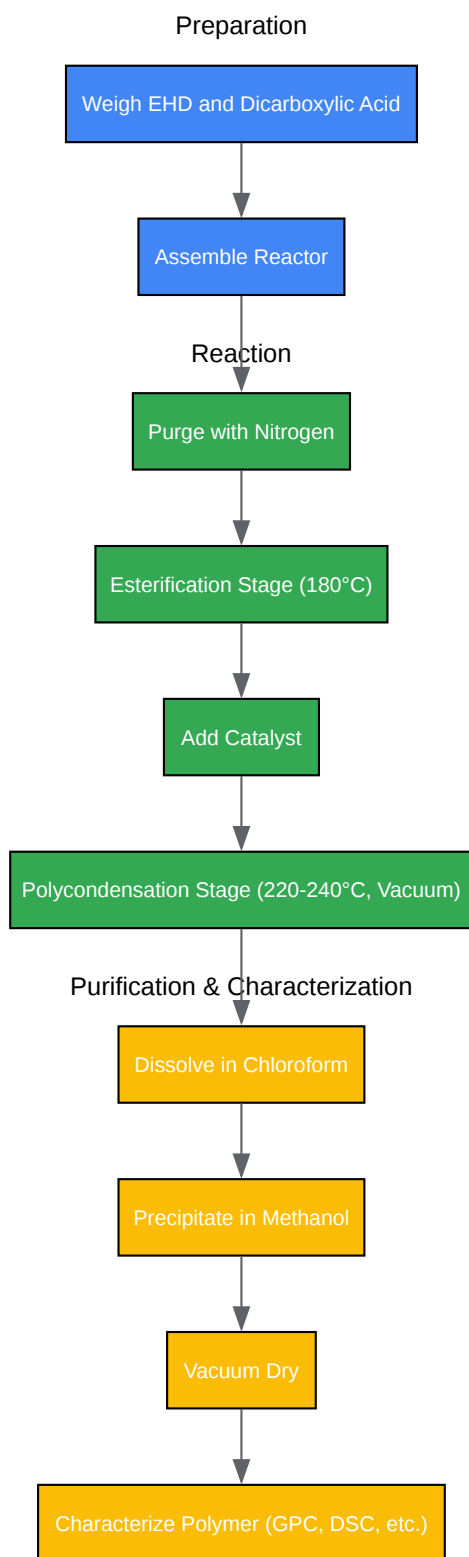 Preparation
Weigh EHD and Dicarboxylic Acid
Assemble Reactor
Reaction
Purge with Nitrogen
Esterification Stage (180°C)
Add Catalyst
Polycondensation Stage (220-240°C, Vacuum)
Purification & Characterization
Dissolve in Chloroform
Precipitate in Methanol
Vacuum Dry
Characterize Polymer (GPC, DSC, etc.)